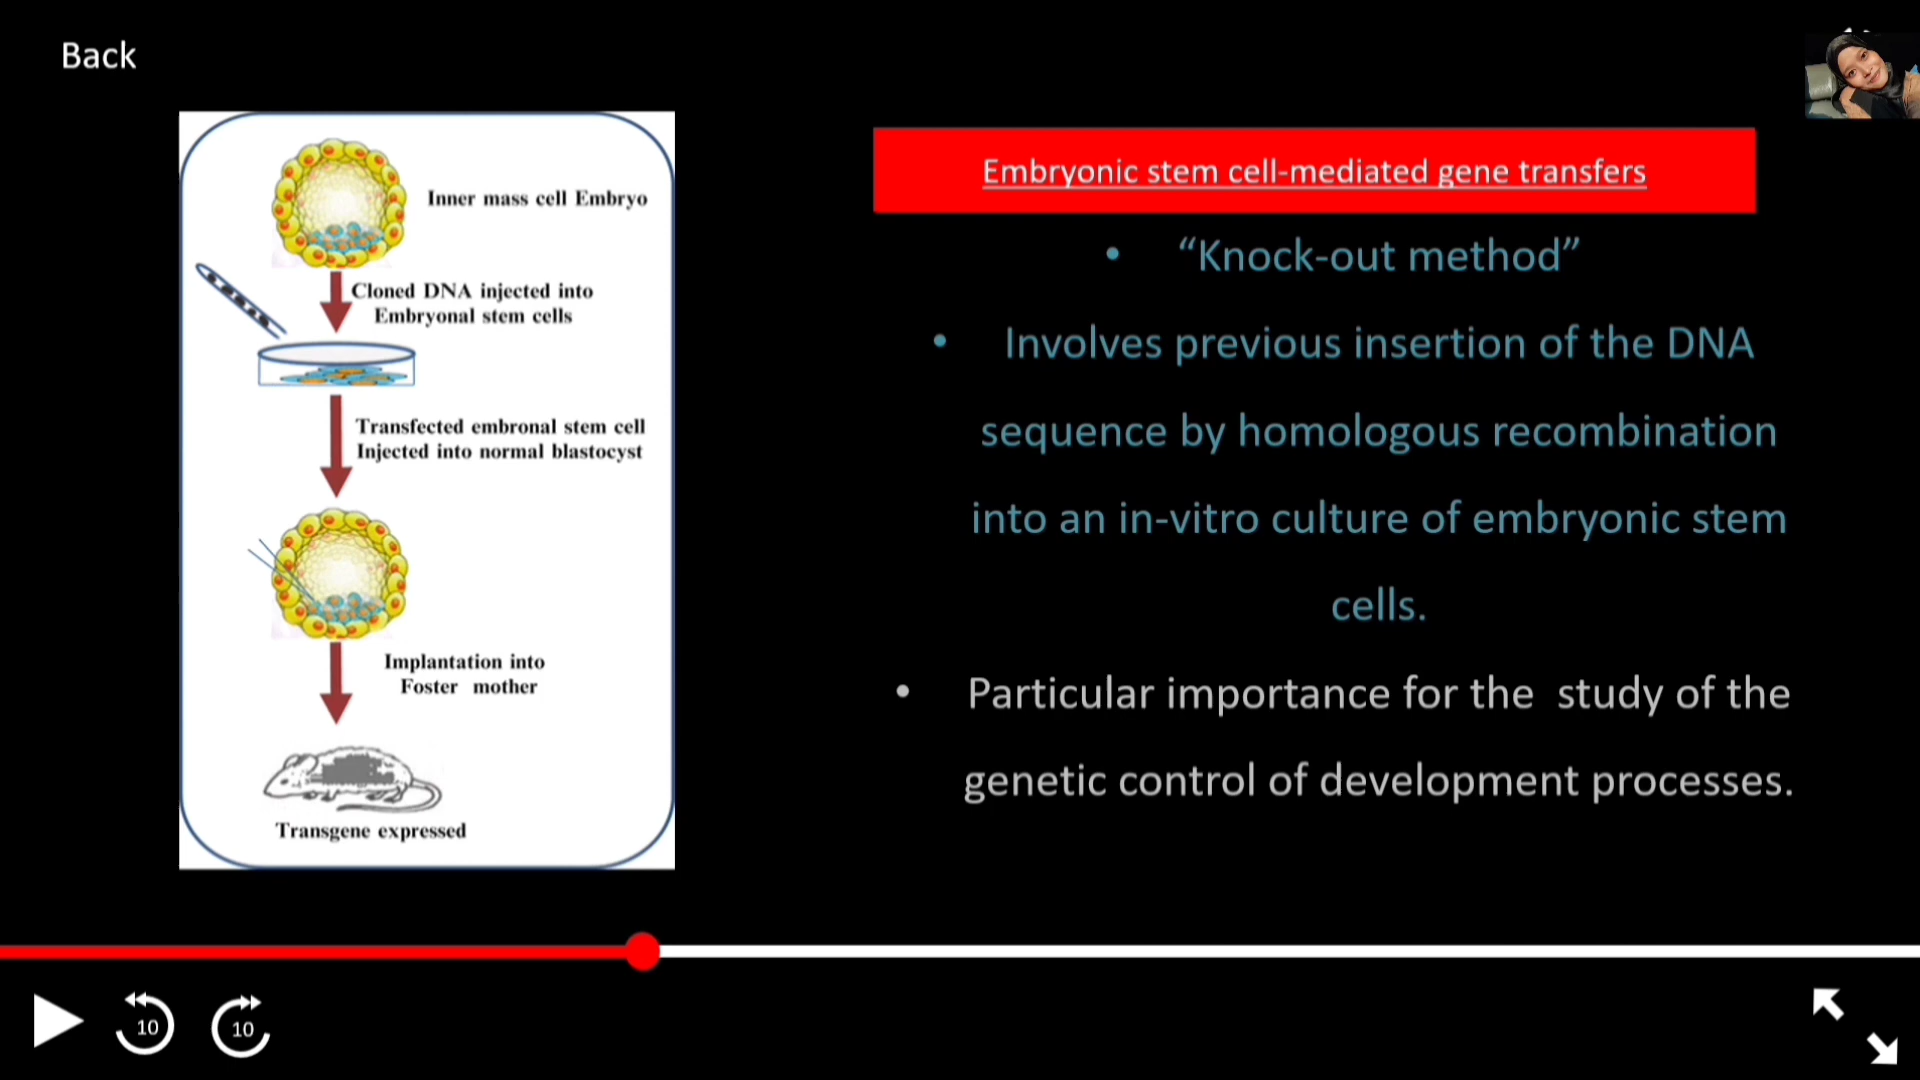 Back
Inner mass cell Embryo
Cloned DNA injected into
Embryonal stem cells
Transfected embronal stem cell
Injected into normal blastocyst
Implantation into
Foster mother
Transgene expressed
Embryonic stem cell-mediated gene transfers
• “Knock-out method”
• Involves previous insertion of the DNA
sequence by homologous recombination
into an in-vitro culture of embryonic stem
cells.
• Particular importance for the study of the
genetic control of development processes.
10
10